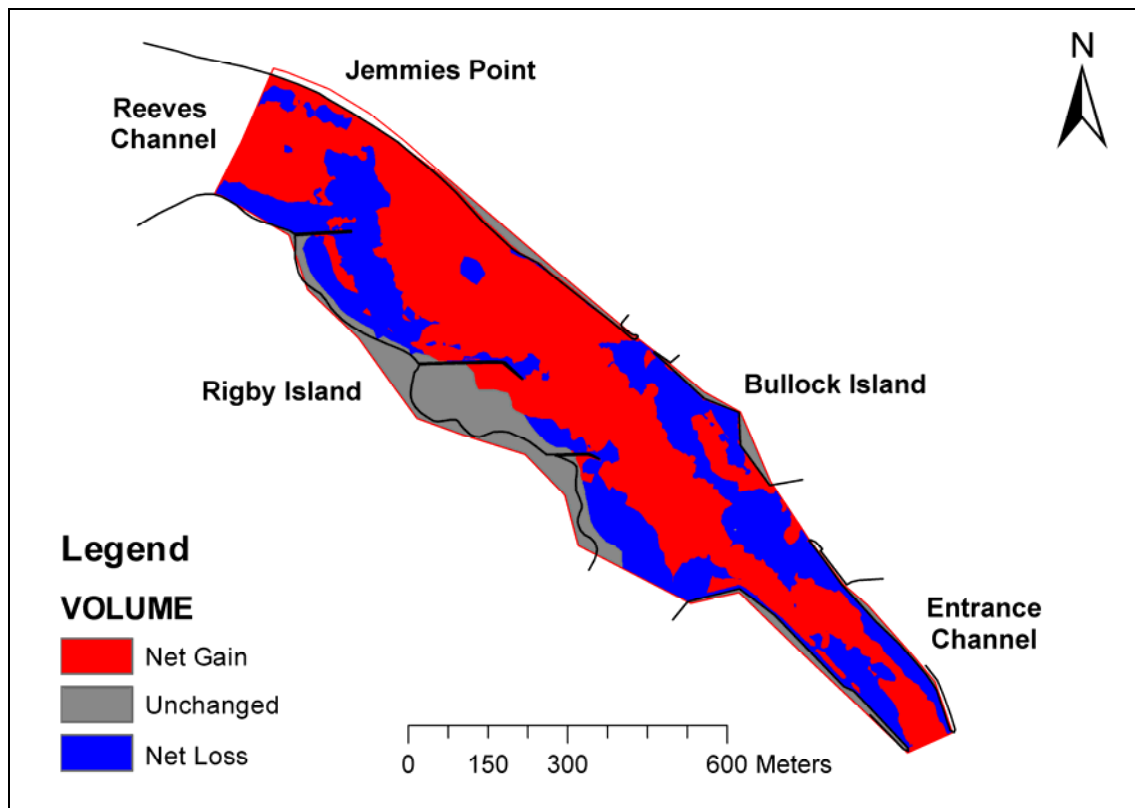 N
Jemmies Point
Reeves
Channel
Rigby Island
Bullock Island
Entrance
Channel
Legend
VOLUME
Net Gain
Unchanged
Net Loss
0 150 300 600 Meters